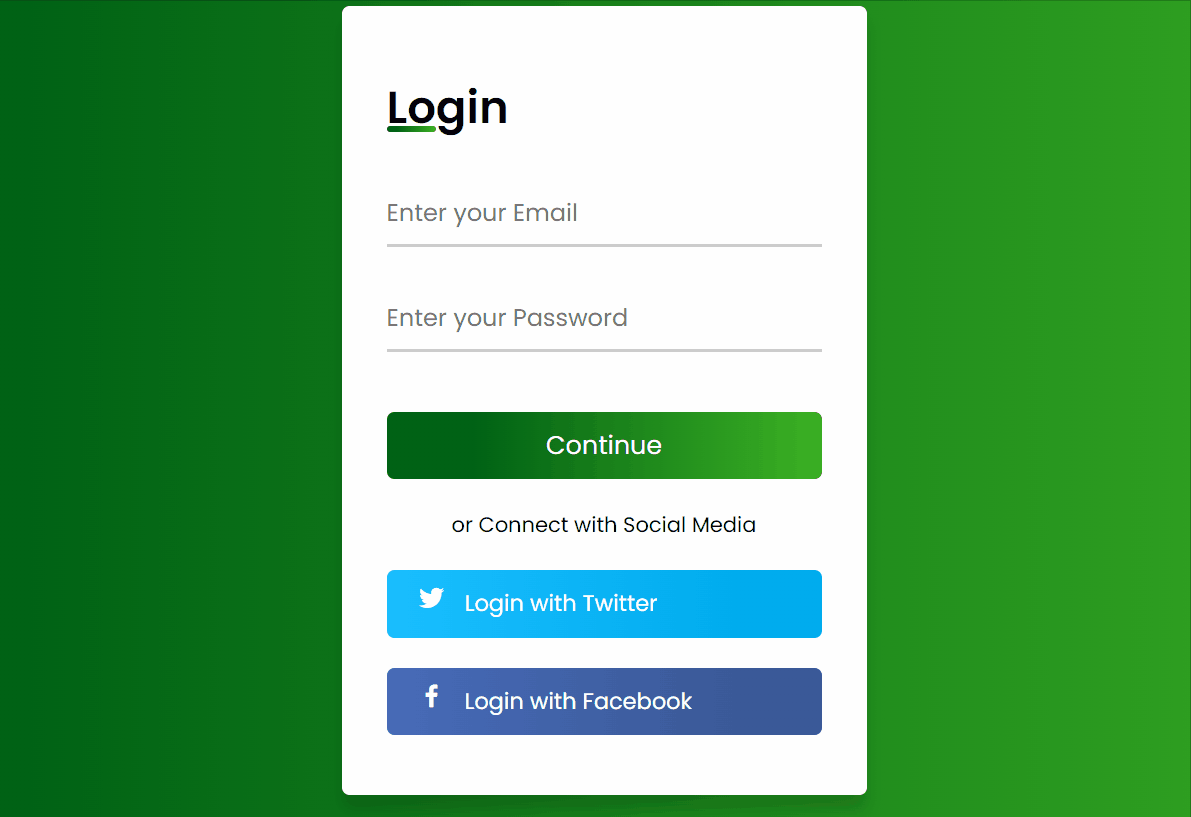 Login
Enter your Email
Enter your Password
Continue
or Connect with Social Media
Login with Twitter
Login with Facebook